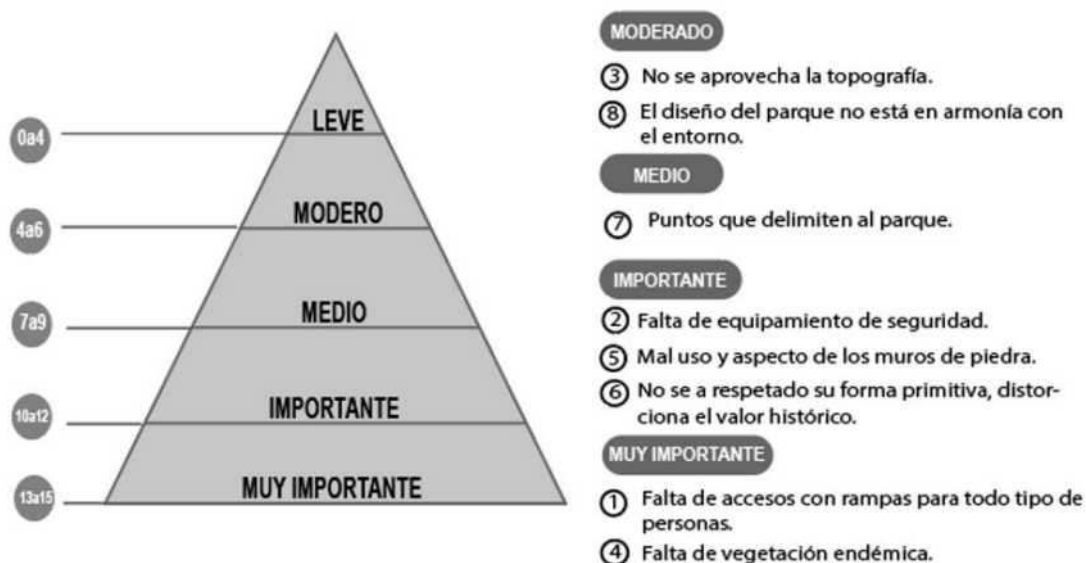 0a4
LEVE
4a6
MODERO
7a9
MEDIO
10a12
IMPORTANTE
13a15
MUY IMPORTANTE
MODERADO
3 No se aprovecha la topografía.
8 El diseño del parque no está en armonía con
el entorno.
MEDIO
7 Puntos que delimiten al parque.
IMPORTANTE
2 Falta de equipamiento de seguridad.
5 Mal uso y aspecto de los muros de piedra.
6 No se a respetado su forma primitiva, distor-
ciona el valor histórico.
MUY IMPORTANTE
1 Falta de accesos con rampas para todo tipo de
personas.
4 Falta de vegetación endémica.